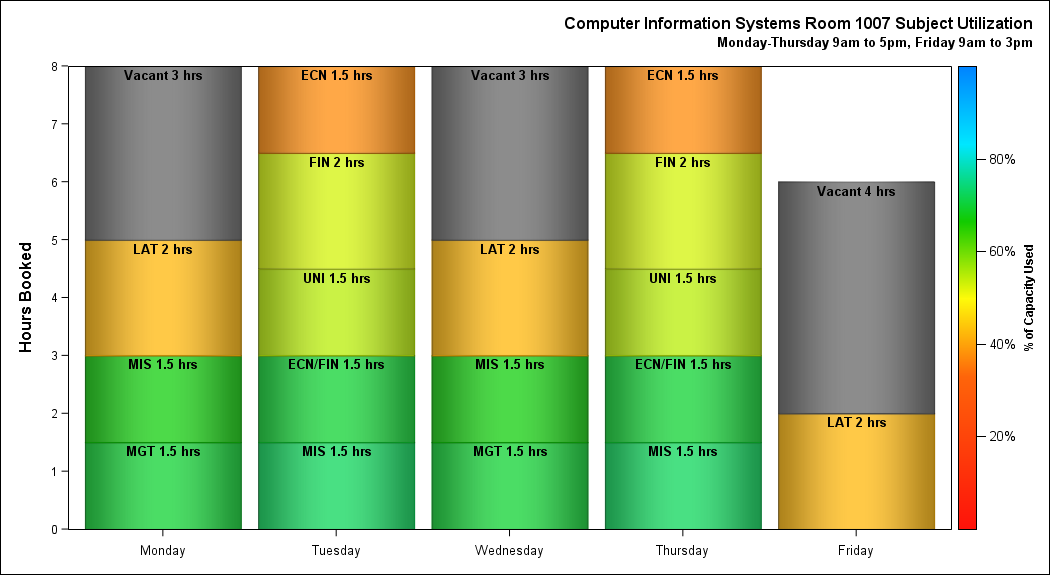 Computer Information Systems Room 1007 Subject Utilization
Monday-Thursday 9am to 5pm, Friday 9am to 3pm
Hours Booked
8
7
6
5
4
3
2
1
0
Vacant 3 hrs
LAT 2 hrs
MIS 1.5 hrs
MGT 1.5 hrs
Monday
ECN 1.5 hrs
FIN 2 hrs
UNI 1.5 hrs
ECN/FIN 1.5 hrs
MIS 1.5 hrs
Tuesday
Vacant 3 hrs
LAT 2 hrs
MIS 1.5 hrs
MGT 1.5 hrs
Wednesday
ECN 1.5 hrs
FIN 2 hrs
UNI 1.5 hrs
ECN/FIN 1.5 hrs
MIS 1.5 hrs
Thursday
Vacant 4 hrs
LAT 2 hrs
Friday
80%
60%
40%
20%
% of Capacity Used